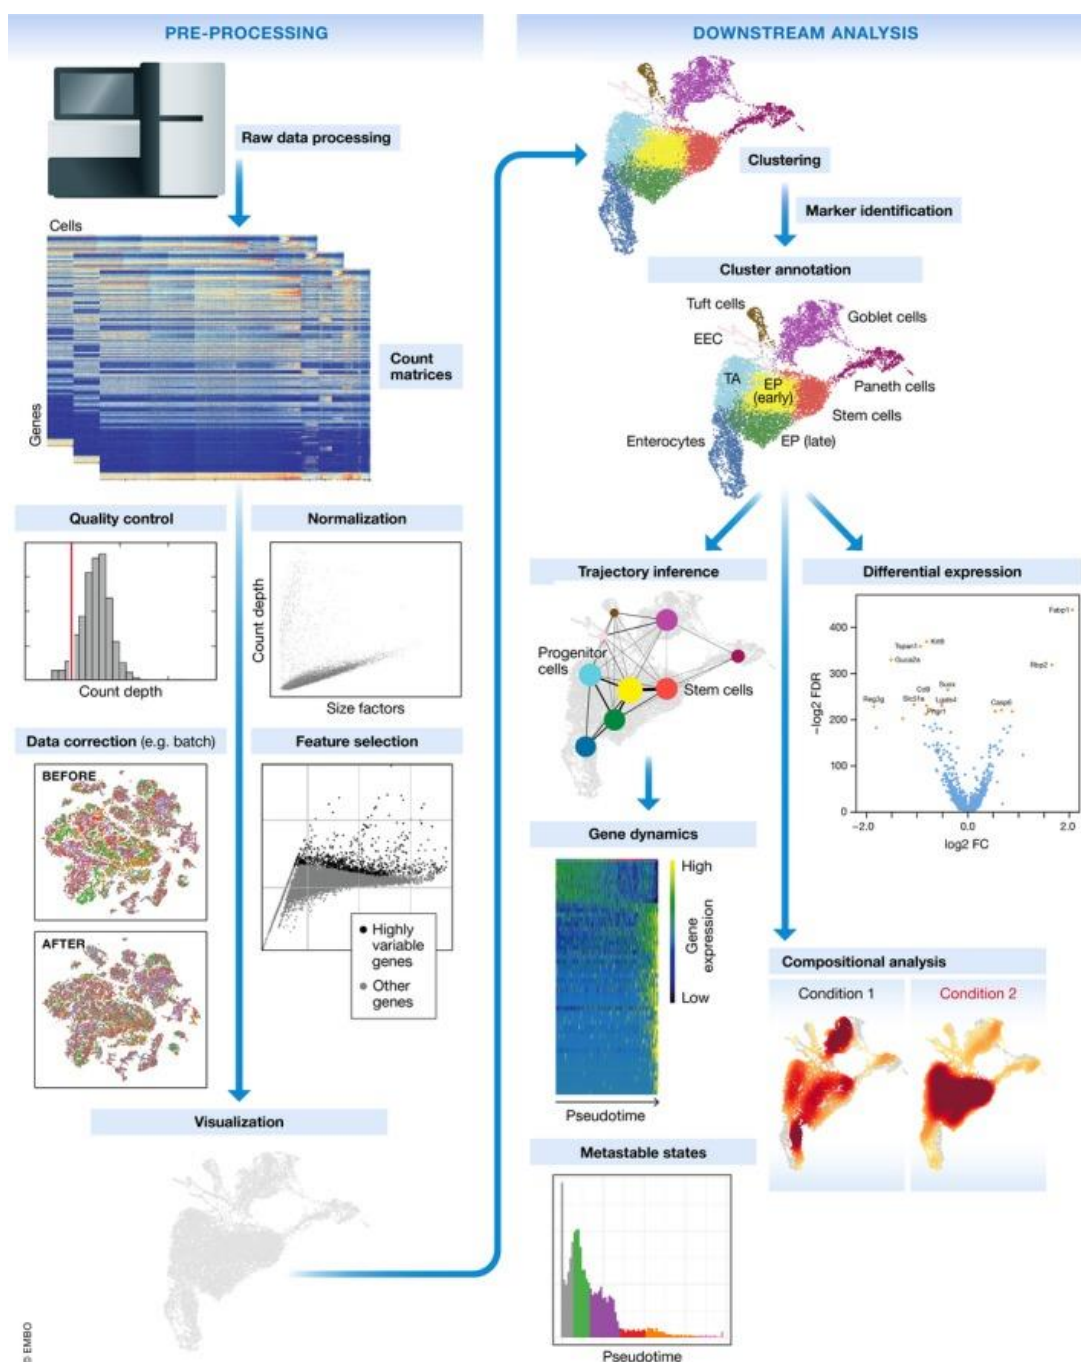 PRE-PROCESSING
Raw data processing
Cells
Genes
Count
matrices
Quality control
Count depth
Normalization
Count depth
Size factors
Data correction (e.g. batch)
BEFORE
AFTER
Feature selection
Highly
variable
genes
Other
genes
Visualization
© EMBO
DOWNSTREAM ANALYSIS
Clustering
Marker identification
Cluster annotation
Tuft cells
Goblet cells
EEC
TA
EP
(early)
Paneth cells
Stem cells
Enterocytes
EP (late)
Trajectory inference
Progenitor
cells
Stem cells
Differential expression
−log2 FDR
400
300
200
100
0
Fabp1
Tspan1
Guca2a
Rbp2
Cd9
Reg3g
Casp6
−2.0
0.0
2.0
log2 FC
Gene dynamics
High
Gene
expression
Low
Pseudotime
Compositional analysis
Condition 1
Condition 2
Metastable states
Pseudotime